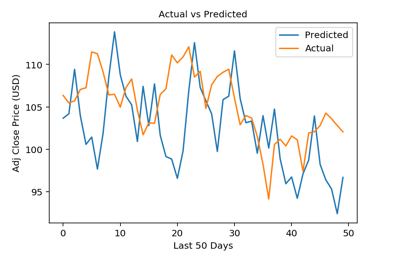 Actual vs Predicted
Predicted
Actual
Adj Close Price (USD)
110
105
100
95
0 10 20 30 40 50
Last 50 Days